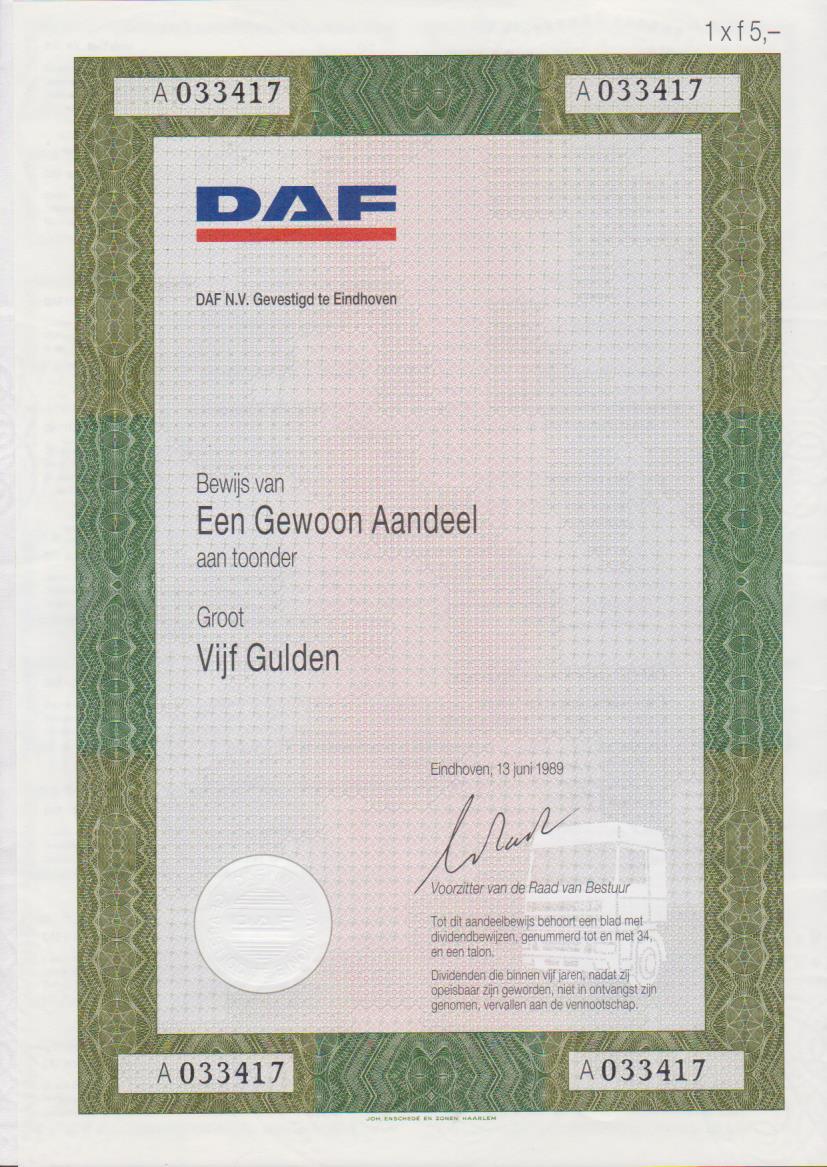 1 x f 5,–
A 033417
A 033417
DAF
DAF N.V. Gevestigd te Eindhoven
Bewijs van
Een Gewoon Aandeel
aan toonder
Groot
Vijf Gulden
Eindhoven, 13 juni 1989
Voorzitter van de Raad van Bestuur
Tot dit aandeelbewijs behoort een blad met
dividendbewijzen, genummerd tot en met 34,
en een talon.
Dividenden die binnen vijf jaren, nadat zij
opeisbaar zijn geworden, niet in ontvangst zijn
genomen, vervallen aan de vennootschap.
A 033417
A 033417
JOH. ENSCHEDÉ EN ZONEN HAARLEM